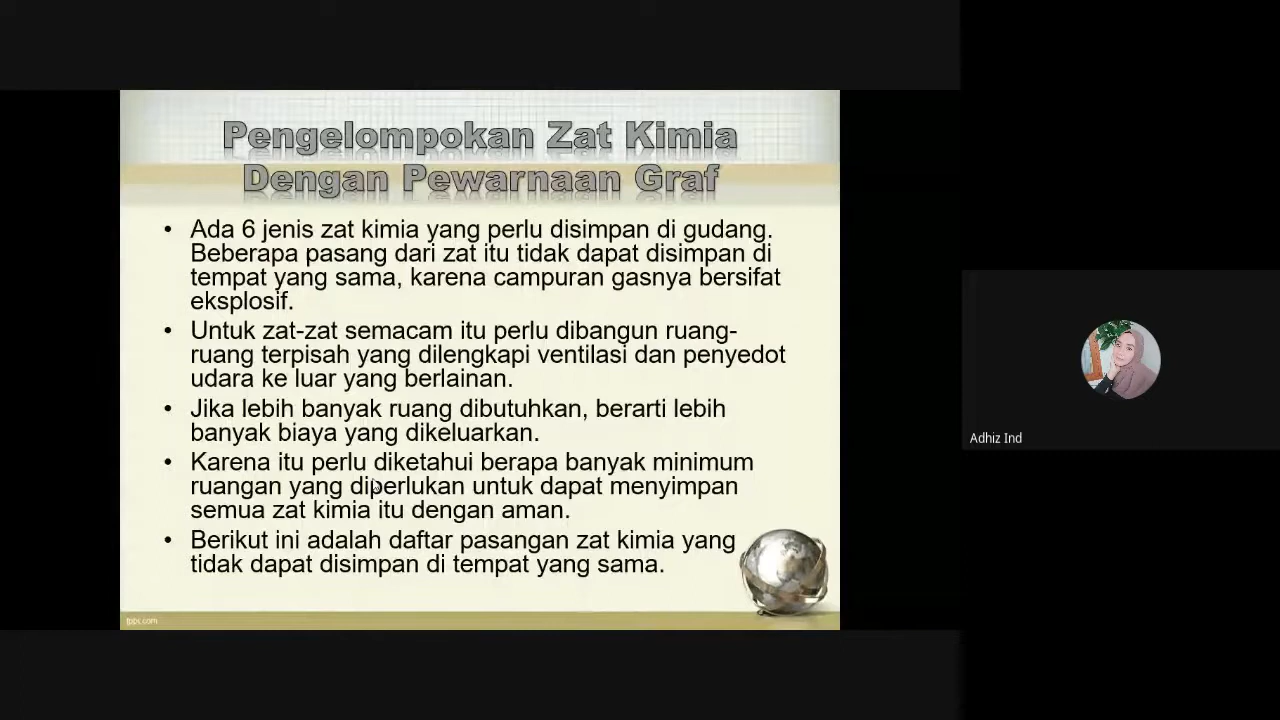 Pengelompokan Zat Kimia
Dengan Pewarnaan Graf
• Ada 6 jenis zat kimia yang perlu disimpan di gudang.
Beberapa pasang dari zat itu tidak dapat disimpan di
tempat yang sama, karena campuran gasnya bersifat
eksplosif.
• Untuk zat-zat semacam itu perlu dibangun ruang-
ruang terpisah yang dilengkapi ventilasi dan penyedot
udara ke luar yang berlainan.
• Jika lebih banyak ruang dibutuhkan, berarti lebih
banyak biaya yang dikeluarkan.
• Karena itu perlu diketahui berapa banyak minimum
ruangan yang diperlukan untuk dapat menyimpan
semua zat kimia itu dengan aman.
• Berikut ini adalah daftar pasangan zat kimia yang
tidak dapat disimpan di tempat yang sama.
Adhiz Ind